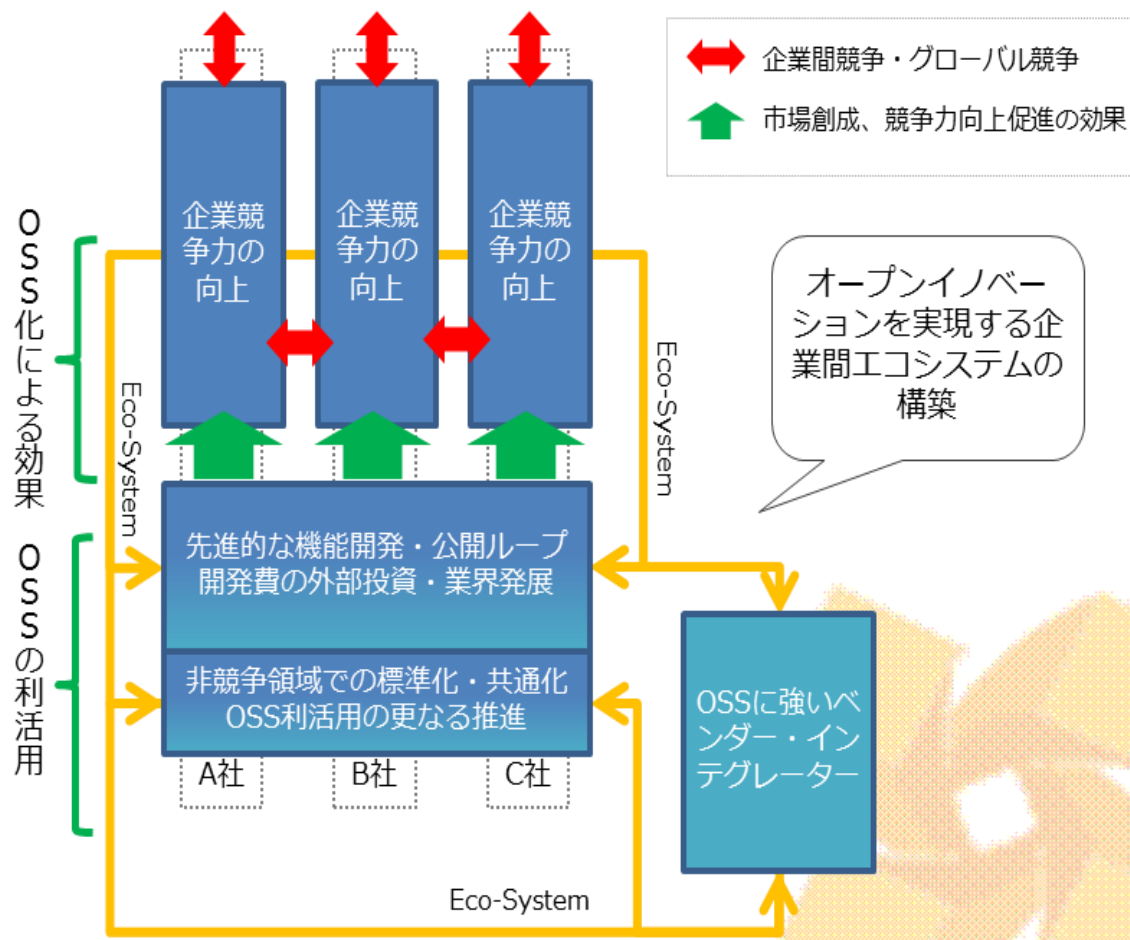 企業間競争・グローバル競争
市場創成、競争力向上促進の効果
企業競
争力の
向上
企業競
争力の
向上
企業競
争力の
向上
OSS化による効果
Eco-System
Eco-System
オープンイノベー
ションを実現する企
業間エコシステムの
構築
先進的な機能開発・公開ループ
開発費の外部投資・業界発展
OSSの利活用
非競争領域での標準化・共通化
OSS利活用の更なる推進
OSSに強いベ
ンダー・イン
テグレーター
A社
B社
C社
Eco-System